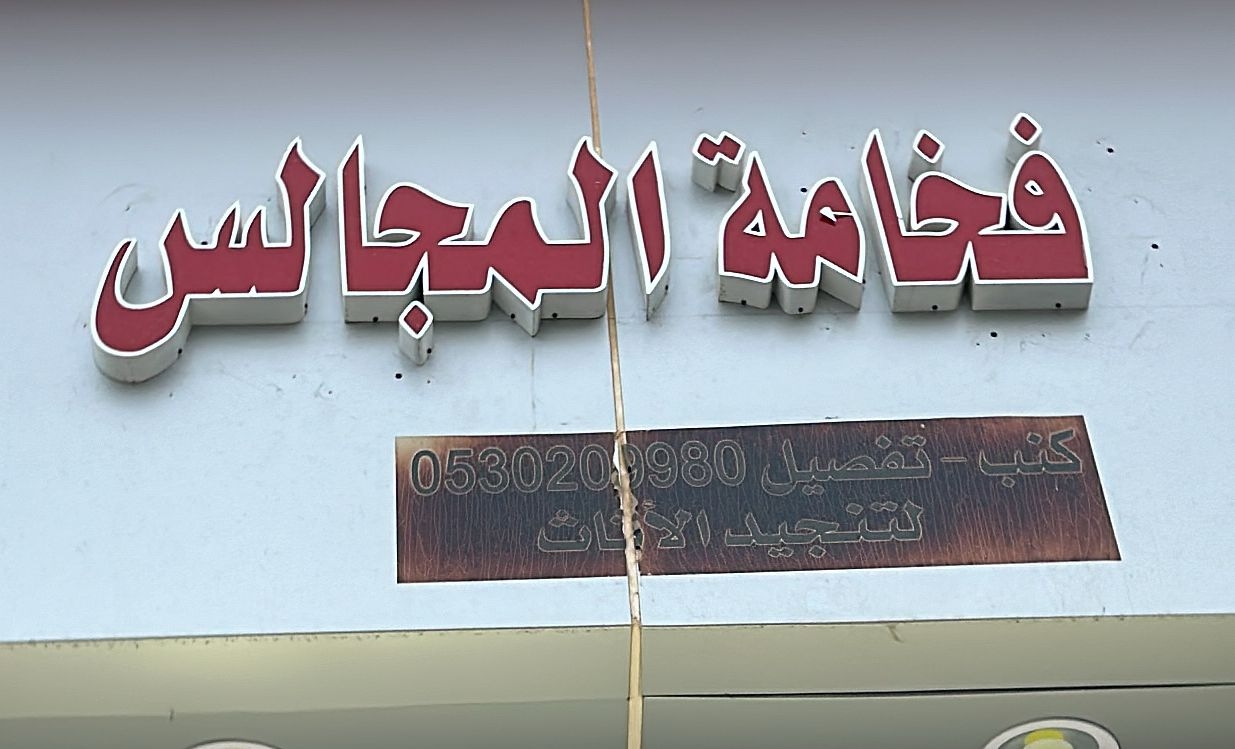 فخامة المجالس
كنب - تفصيل 0530209980
لتنجيد الأثاث